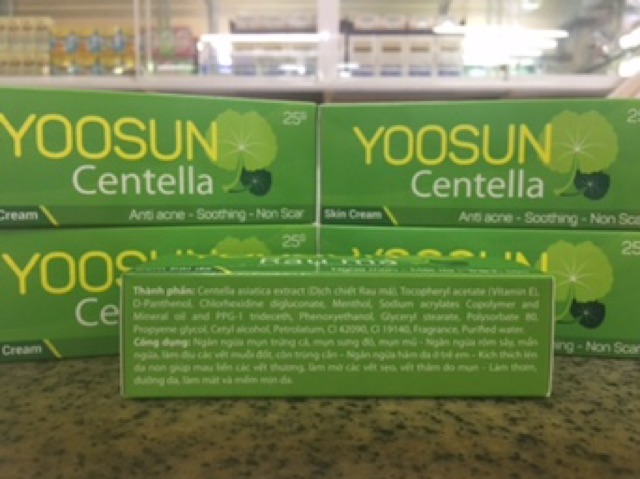 YOOSUN
Centella
25g
Cream
Anti acne - Soothing - Non Scar
YOOSUN
Centella
25
Skin Cream
Anti acne - Soothing - Non Sca
25g
Cream
Rau má
Thành phần: Centella asiatica extract (Dịch chiết Rau má), Tocopheryl acetate (Vitamin E),
D-Panthenol, Chlorhexidine digluconate, Menthol, Sodium acrylates Copolymer and
Mineral oil and PPG-1 trideceth, Phenoxyethanol, Glyceryl stearate, Polysorbate 80,
Propyene glycol, Cetyl alcohol, Petrolatum, CI 42090, CI 19140, Fragrance, Purified water.
Công dụng: Ngăn ngừa mụn trứng cá, mụn sưng đỏ, mụn mủ - Ngăn ngừa rôm sảy, mẩn
ngứa, làm dịu các vết muỗi đốt, côn trùng cắn - Ngăn ngừa hăm da ở trẻ em - Kích thích lên
da non giúp mau liền các vết thương, làm mờ các vết sẹo, vết thâm do mụn - Làm thơm,
dưỡng da, làm mát và mềm mịn da.